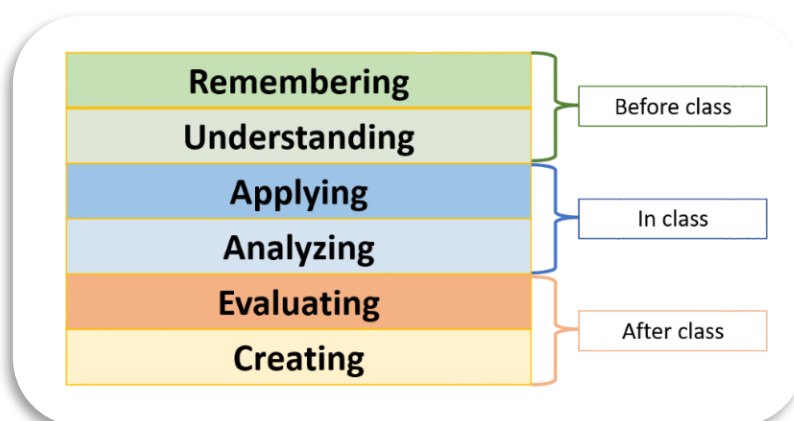 Remembering
Understanding
Applying
Analyzing
Evaluating
Creating
Before class
In class
After class